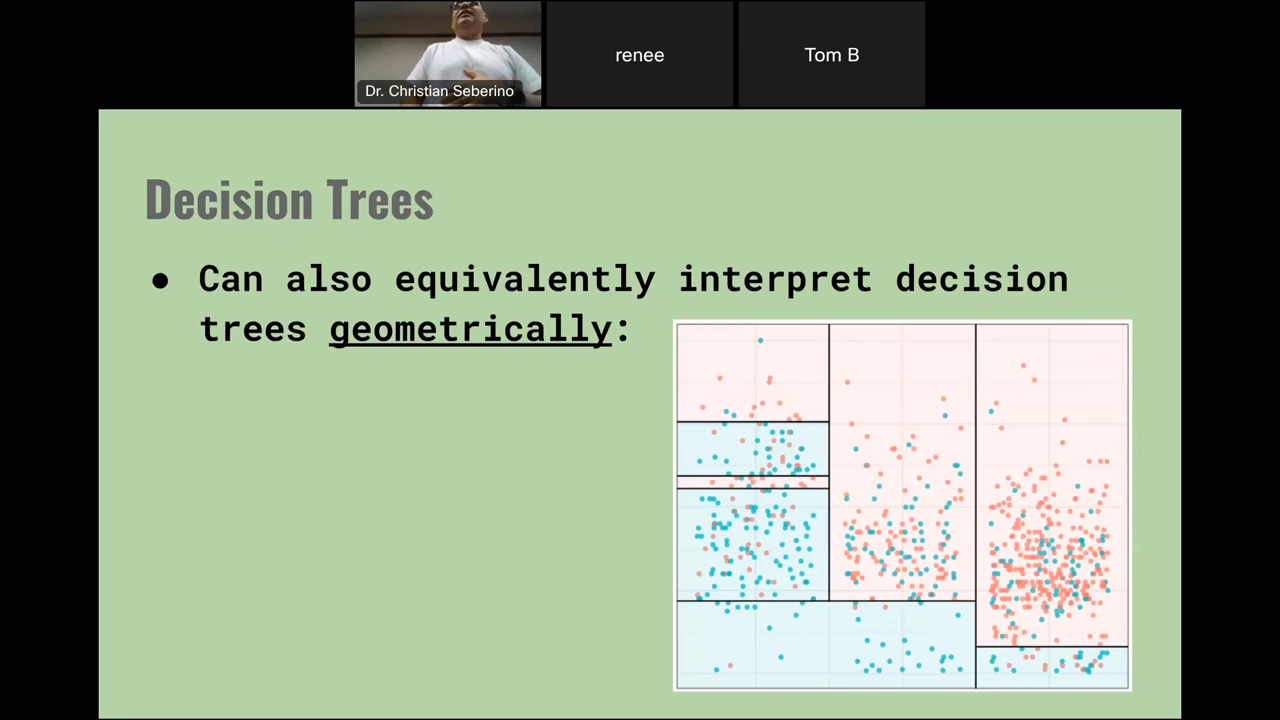 Dr. Christian Seberino
renee
Tom B
Decision Trees
● Can also equivalently interpret decision
trees geometrically: